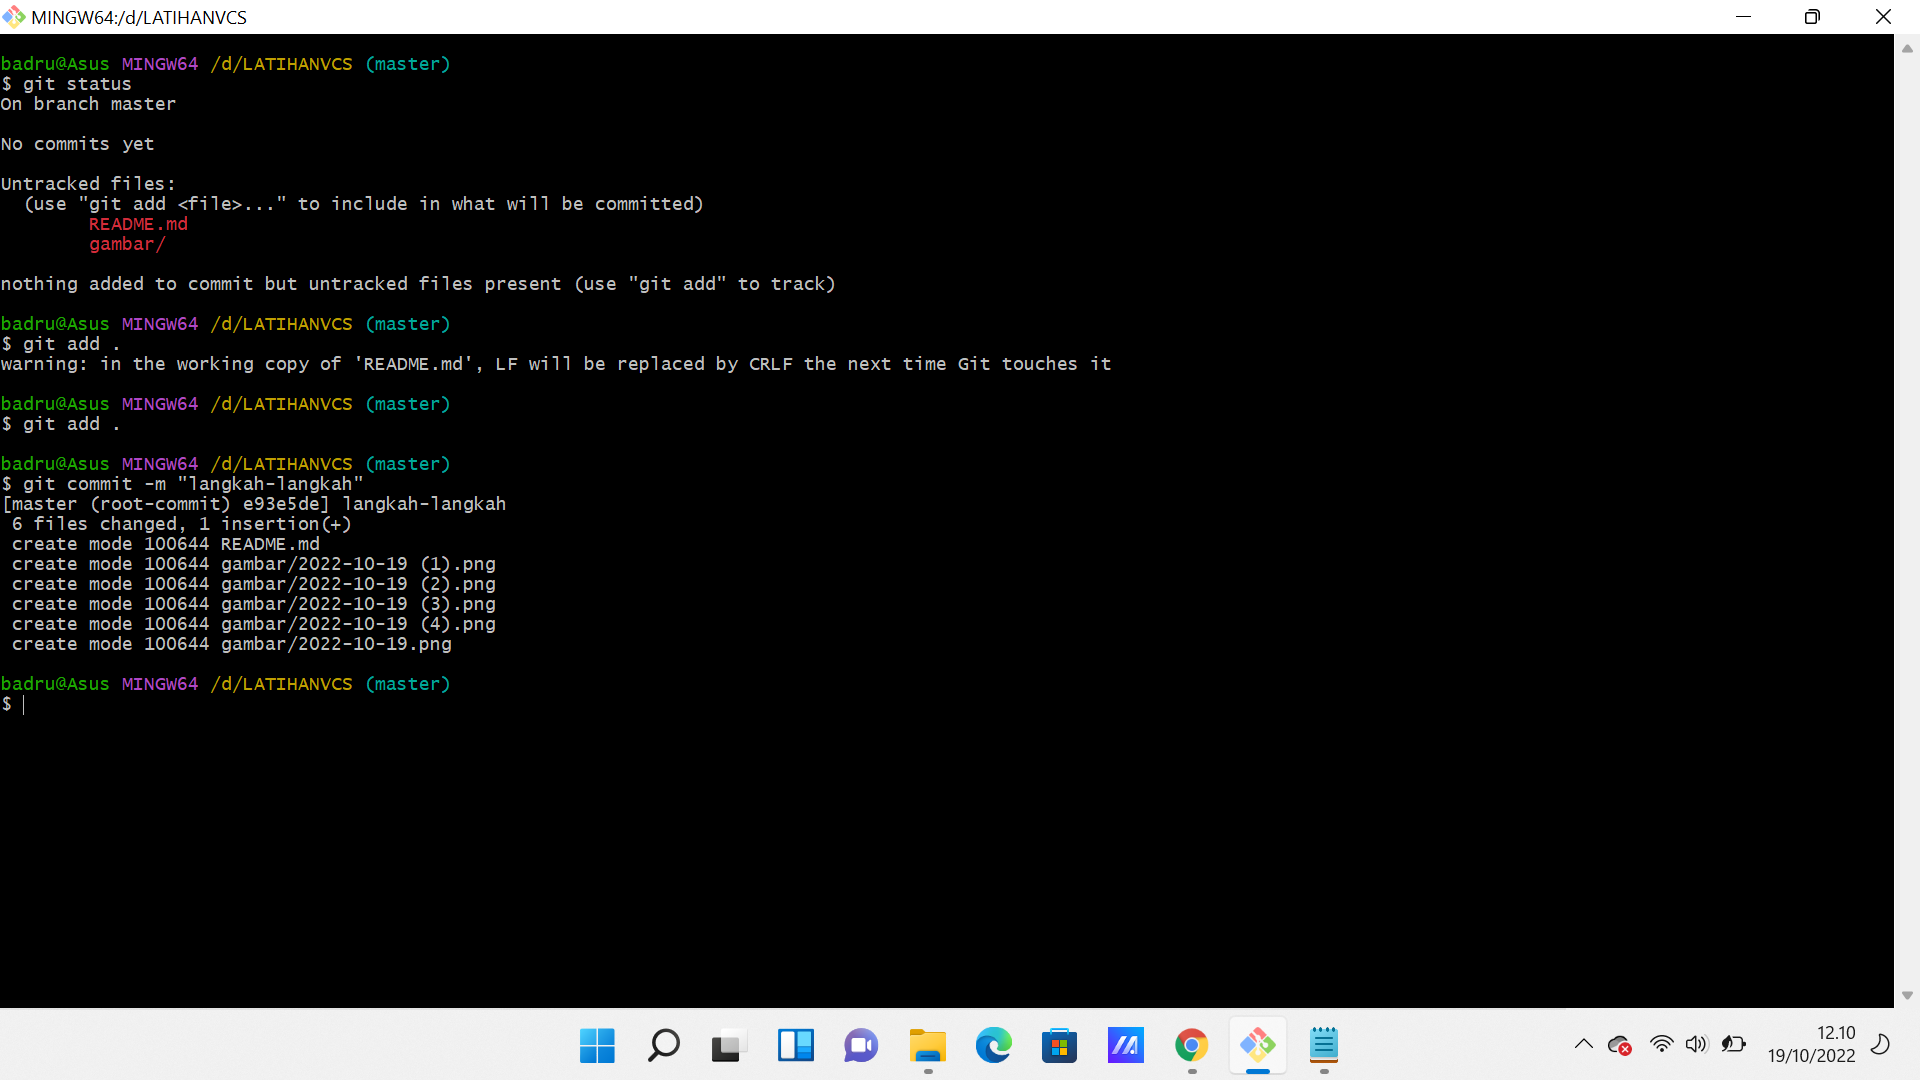 MINGW64:/d/LATIHANVCS
badru@Asus MINGW64 /d/LATIHANVCS (master)
$ git status
On branch master
No commits yet
Untracked files:
  (use "git add <file>..." to include in what will be committed)
        README.md
        gambar/
nothing added to commit but untracked files present (use "git add" to track)
badru@Asus MINGW64 /d/LATIHANVCS (master)
$ git add .
warning: in the working copy of 'README.md', LF will be replaced by CRLF the next time Git touches it
badru@Asus MINGW64 /d/LATIHANVCS (master)
$ git add .
badru@Asus MINGW64 /d/LATIHANVCS (master)
$ git commit -m "langkah-langkah"
[master (root-commit) e93e5de] langkah-langkah
 6 files changed, 1 insertion(+)
 create mode 100644 README.md
 create mode 100644 gambar/2022-10-19 (1).png
 create mode 100644 gambar/2022-10-19 (2).png
 create mode 100644 gambar/2022-10-19 (3).png
 create mode 100644 gambar/2022-10-19 (4).png
 create mode 100644 gambar/2022-10-19.png
badru@Asus MINGW64 /d/LATIHANVCS (master)
$
12.10
19/10/2022